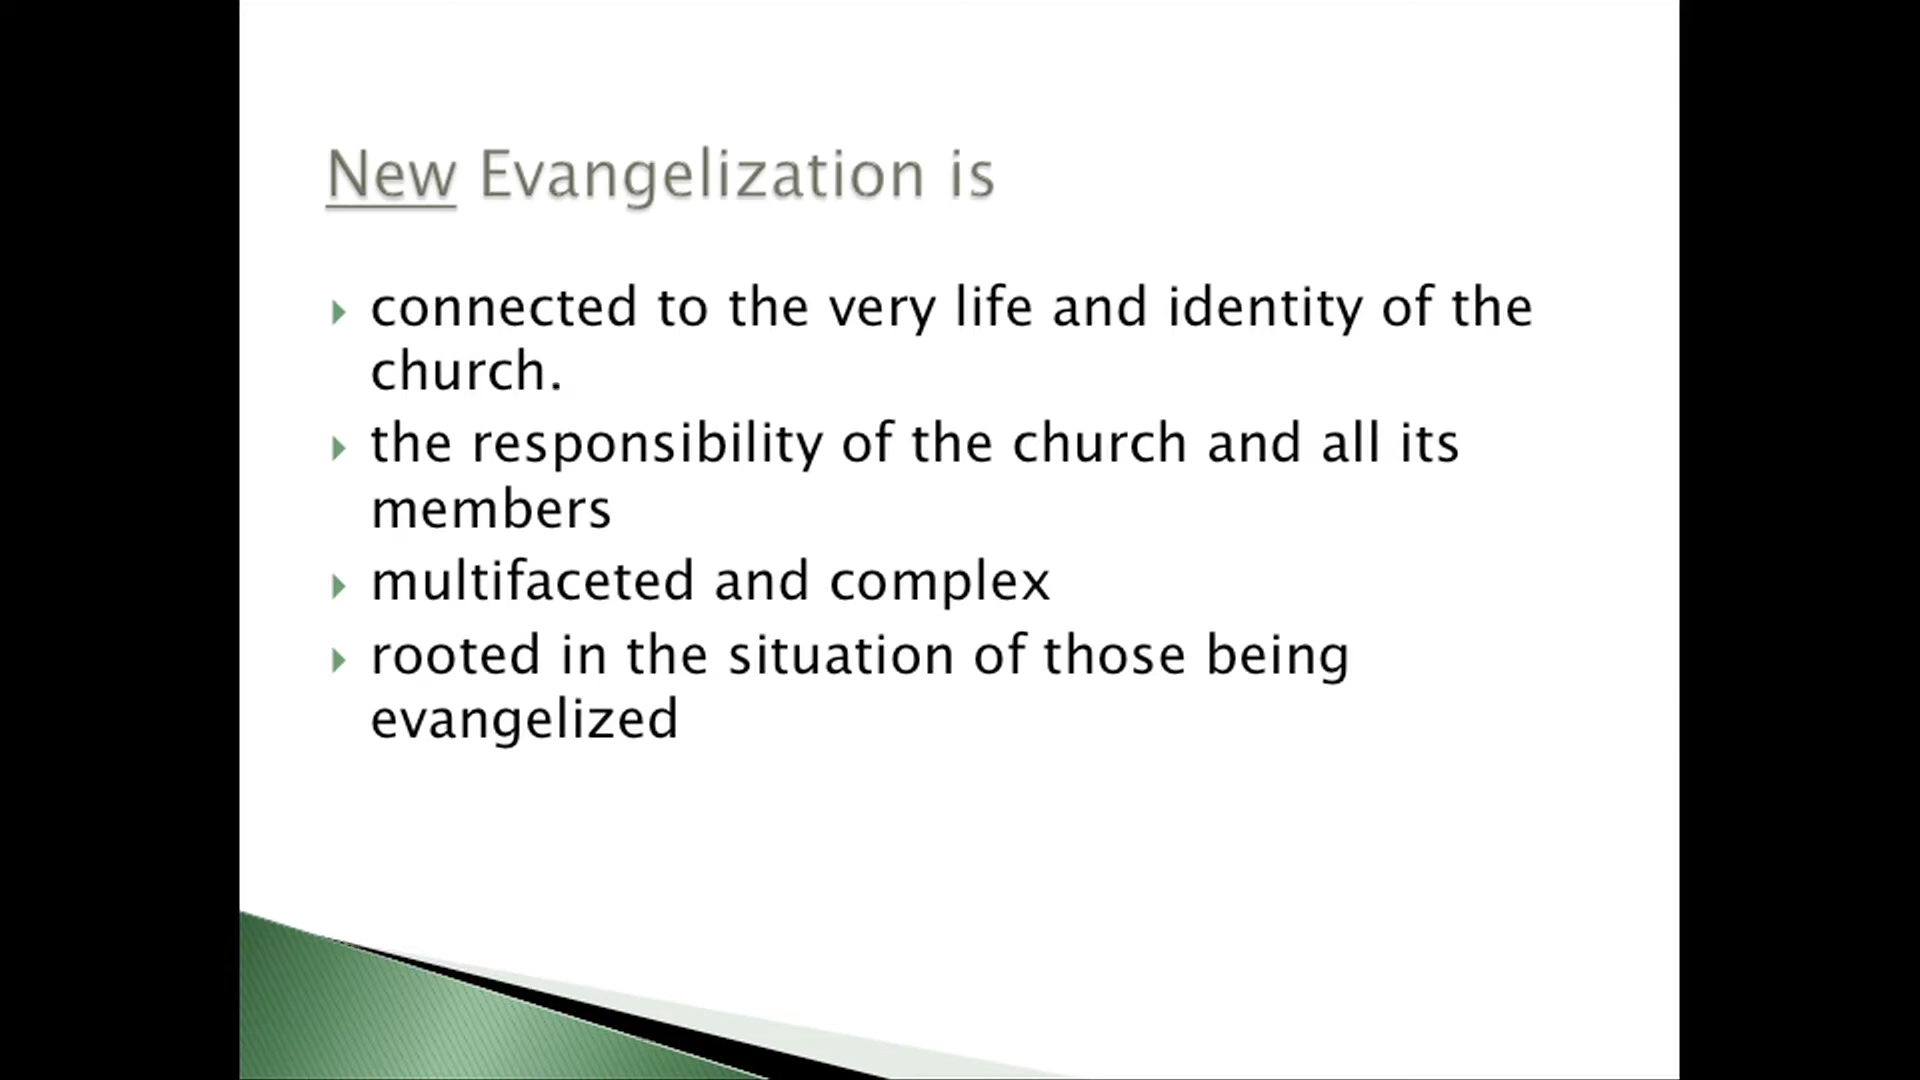 New Evangelization is
connected to the very life and identity of the
church.
the responsibility of the church and all its
members
multifaceted and complex
rooted in the situation of those being
evangelized